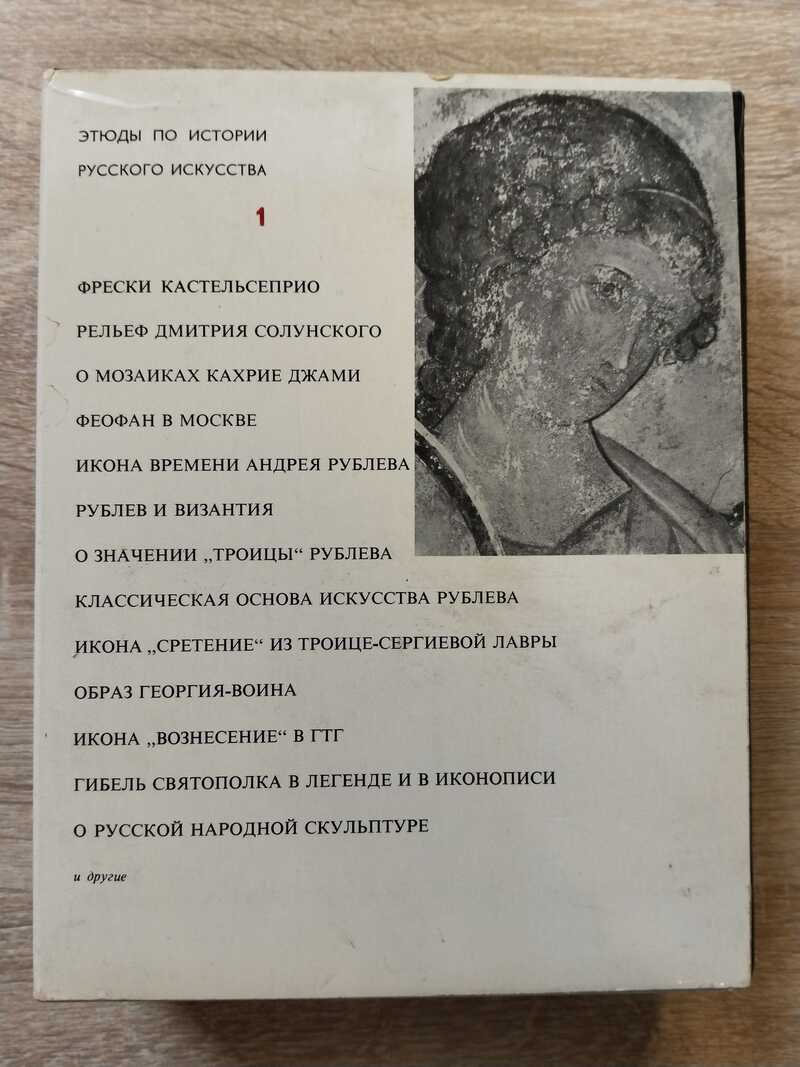 ЭТЮДЫ ПО ИСТОРИИ
РУССКОГО ИСКУССТВА
1
ФРЕСКИ КАСТЕЛЬСЕПРИО
РЕЛЬЕФ ДМИТРИЯ СОЛУНСКОГО
О МОЗАИКАХ КАХРИЕ ДЖАМИ
ФЕОФАН В МОСКВЕ
ИКОНА ВРЕМЕНИ АНДРЕЯ РУБЛЕВА
РУБЛЕВ И ВИЗАНТИЯ
О ЗНАЧЕНИИ „ТРОИЦЫ“ РУБЛЕВА
КЛАССИЧЕСКАЯ ОСНОВА ИСКУССТВА РУБЛЕВА
ИКОНА „СРЕТЕНИЕ“ ИЗ ТРОИЦЕ-СЕРГИЕВОЙ ЛАВРЫ
ОБРАЗ ГЕОРГИЯ-ВОИНА
ИКОНА „ВОЗНЕСЕНИЕ“ В ГТГ
ГИБЕЛЬ СВЯТОПОЛКА В ЛЕГЕНДЕ И В ИКОНОПИСИ
О РУССКОЙ НАРОДНОЙ СКУЛЬПТУРЕ
и другие